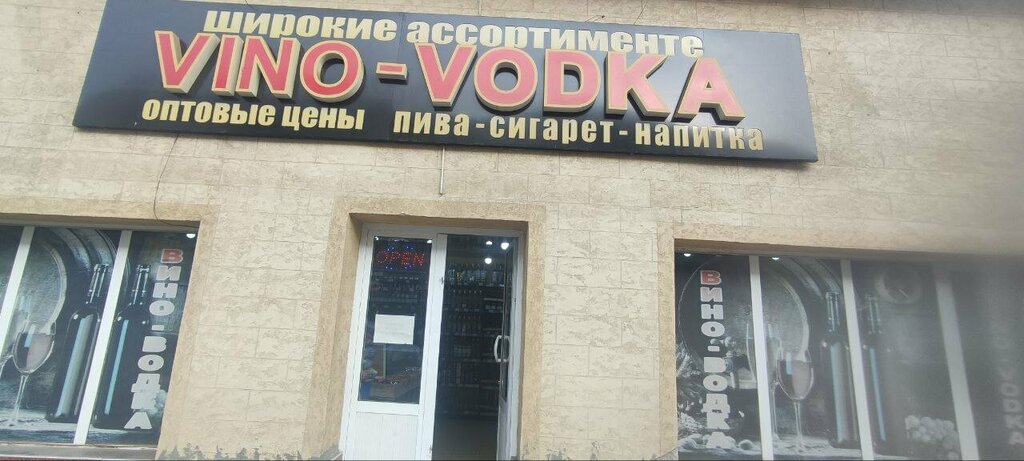 широкие ассортименте
VINO-VODKA
оптовые цены пива-сигарет-напитка
OPEN
ВИНО-ВОДКА
ВИНО-ВОДКА